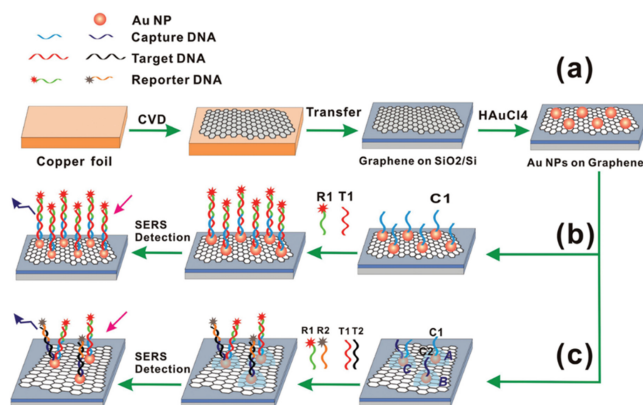 Au NP
Capture DNA
Target DNA
Reporter DNA
(a)
CVD
Transfer
HAuCl4
Copper foil
Graphene on SiO2/Si
Au NPs on Graphene
R1 T1
C1
SERS
Detection
(b)
R1 R2 T1 T2
C1
C2
A
C
B
SERS
Detection
(c)